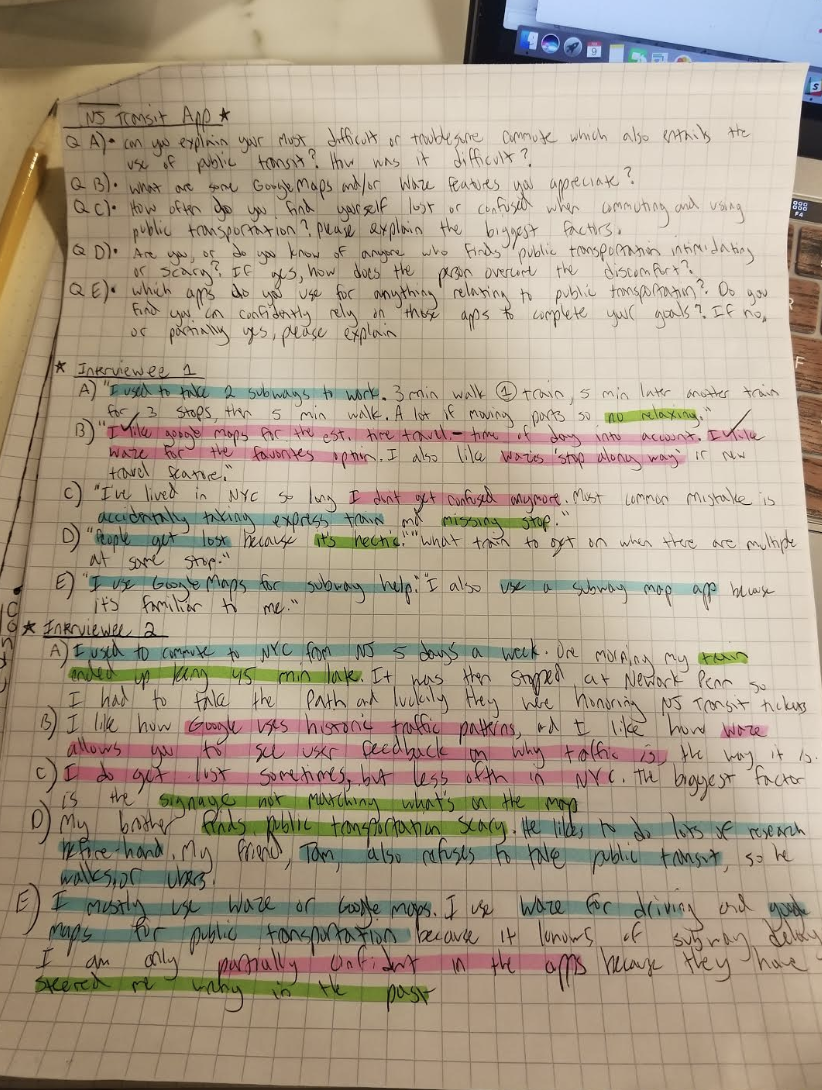 NJ Transit App ★
Q A)• Can you explain your most difficult or troublesome commute which also entails the
use of public transit? How was it difficult?
Q B)• What are some Google Maps and/or Waze features you appreciate?
Q C)• How often do you find yourself lost or confused when commuting and using
public transportation? Please explain the biggest factors.
Q D)• Are you, or do you know of anyone who finds public transportation intimidating
or scary? If yes, how does the person overcome the discomfort?
Q E)• Which apps do you use for anything relating to public transportation? Do you
find you can confidently rely on those apps to complete your goals? If no,
or partially yes, please explain
★ Interviewee 1
A) "I used to take 2 subways to work. 3 min walk ① train, 5 min later another train
for 3 stops, then 5 min walk. A lot of moving parts so no relaxing."
B) "I like google maps for the est. time travel - time of day into account. I like
Waze for the favorites option. I also like Wazes 'stop along way' or new
travel feature."
C) "I've lived in NYC so long I dont get confused anymore. Most common mistake is
accidentally taking express train and missing stop."
D) "People get lost because it's hectic." "What train to get on when there are multiple
at same stop."
E) "I use Google Maps for subway help." "I also use a subway map app because
it's familiar to me."
★ Interviewee 2
A) I used to commute to NYC from NJ 5 days a week. One morning my train
ended up being 45 min late. It was then stopped at Newark Penn so
I had to take the Path and luckily they were honoring NJ Transit tickets
B) I like how Google uses historic traffic patterns, and I like how waze
allows you to see user feedback on why traffic is, the way it is.
C) I do get lost sometimes, but less often in NYC. The biggest factor
is the signage not matching what's on the map
D) My brother finds public transportation scary. He likes to do lots of research
before-hand. My friend, Tom, also refuses to take public transit, so he
walks or Ubers.
E) I mostly use Waze or Google Maps. I use Waze for driving and google
maps for public transportation because it knows of subway delays
I am only partially confident in the apps because they have
steered me wrong in the past
F4
F
9
S